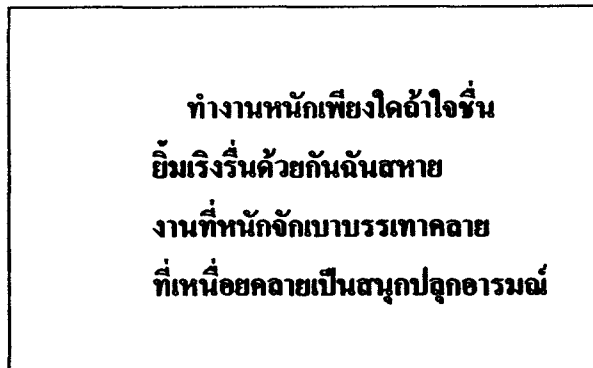 ทำงานหนักเพียงใดถ้าใจชื่น
ยิ้มเริงรื่นด้วยกันฉันสหาย
งานที่หนักจักเบาบรรเทาคลาย
ที่เหนื่อยคลายเป็นสนุกปลุกอารมณ์